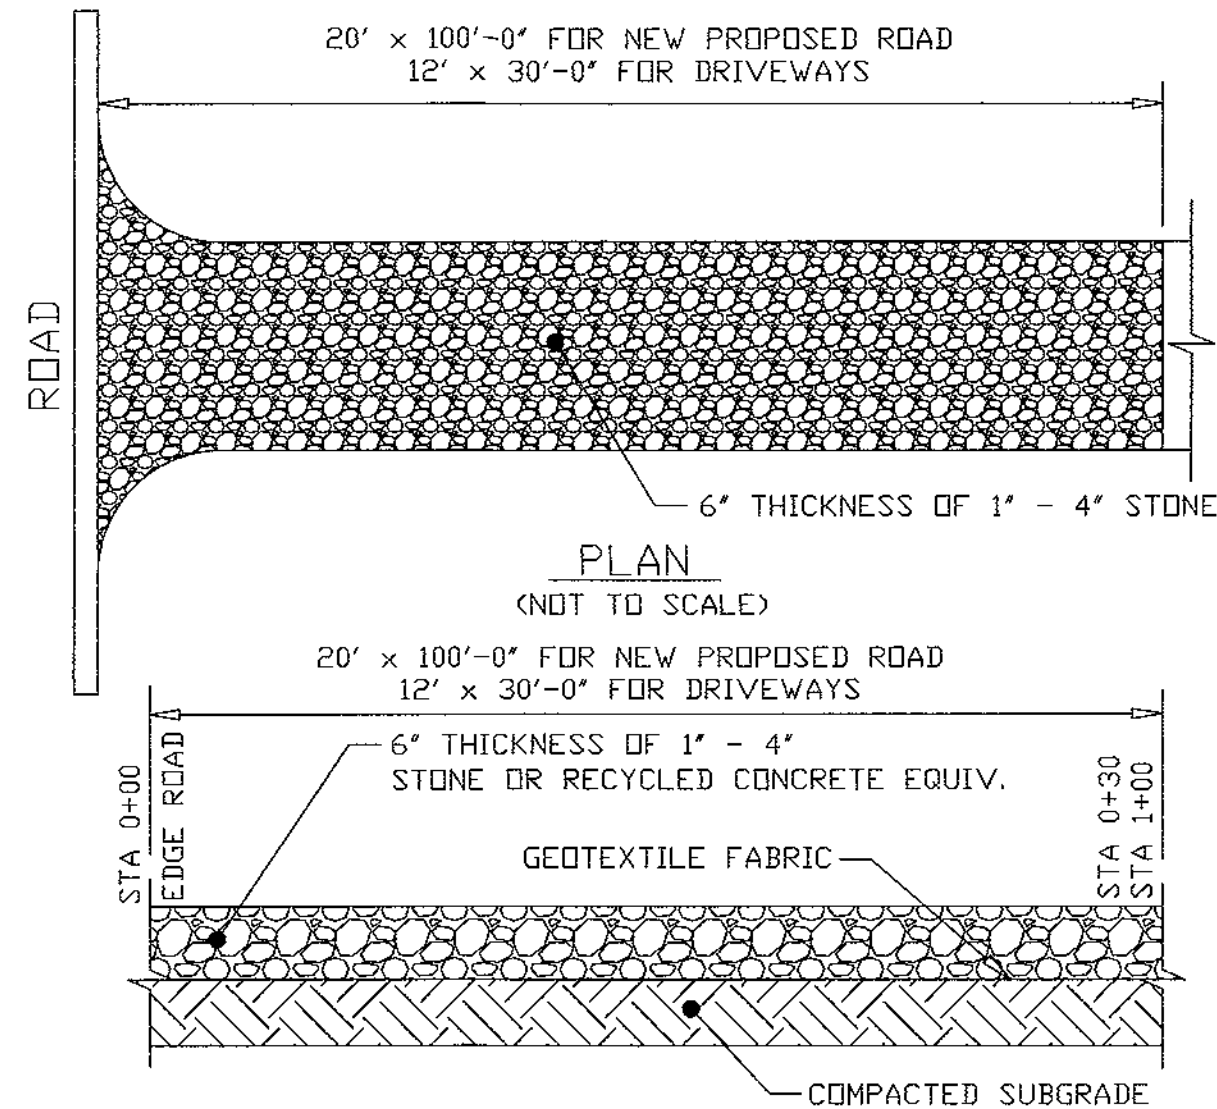 20' x 100'-0" FOR NEW PROPOSED ROAD
12' x 30'-0" FOR DRIVEWAYS
ROAD
6" THICKNESS OF 1" - 4" STONE
PLAN
(NOT TO SCALE)
20' x 100'-0" FOR NEW PROPOSED ROAD
12' x 30'-0" FOR DRIVEWAYS
STA 0+00
EDGE ROAD
6" THICKNESS OF 1" - 4"
STONE OR RECYCLED CONCRETE EQUIV.
GEOTEXTILE FABRIC
STA 0+30
STA 1+00
COMPACTED SUBGRADE